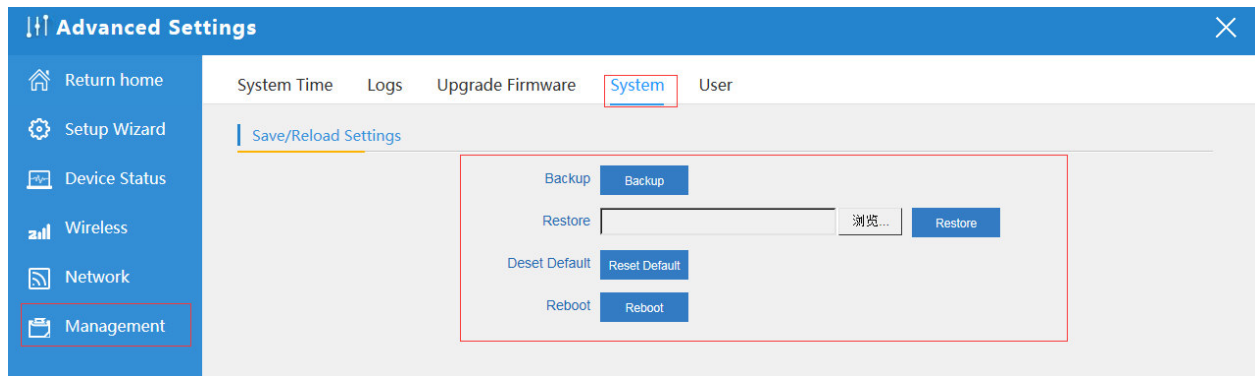 Advanced Settings
Return home
Setup Wizard
Device Status
Wireless
Network
Management
System Time Logs Upgrade Firmware System User
Save/Reload Settings
Backup Backup
Restore 浏览... Restore
Deset Default Reset Default
Reboot Reboot